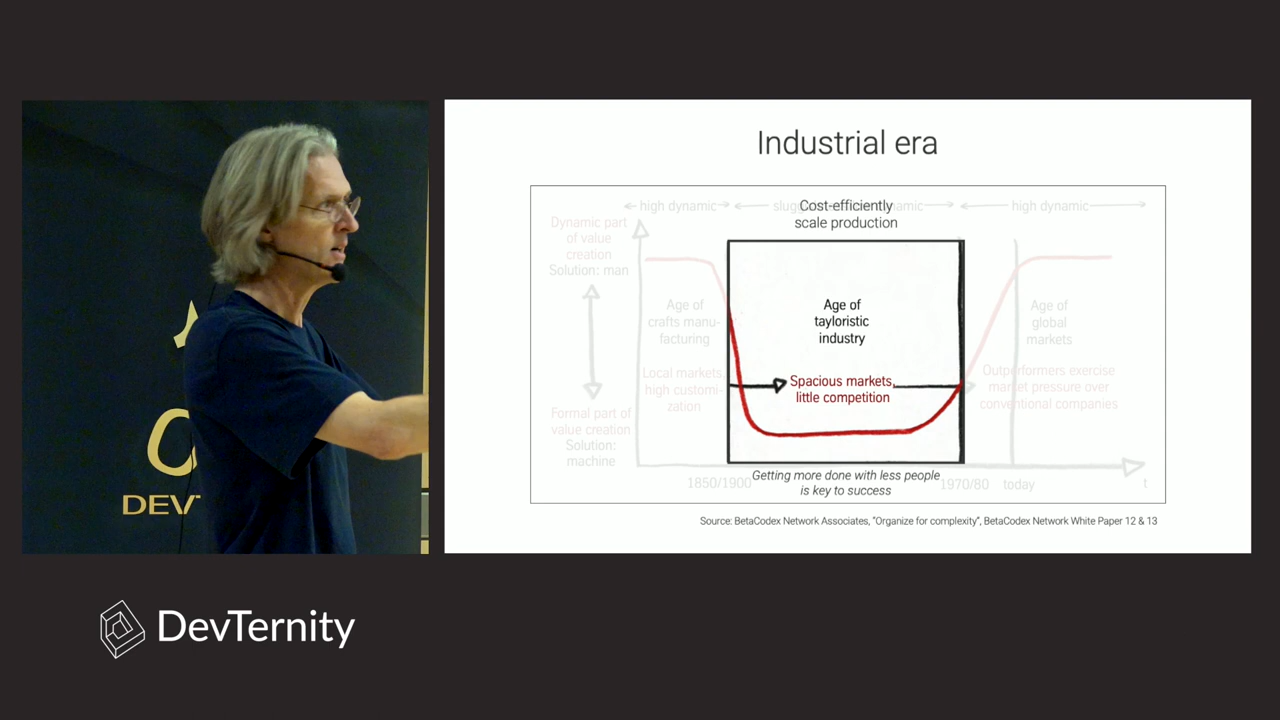 Industrial era
high dynamic
high dynamic
Cost-efficiently
scale production
Dynamic part
of value
creation
Solution: man
Age of
crafts manu-
facturing
Age of
tayloristic
industry
Age of
global
markets
Local markets,
high customi-
zation
Spacious markets,
little competition
Outperformers exercise
market pressure over
conventional companies
Formal part of
value creation
Solution:
machine
Getting more done with less people
is key to success
1850/1900
1970/80
today
t
Source: BetaCodex Network Associates, "Organize for complexity", BetaCodex Network White Paper 12 & 13
DEV
DevTernity